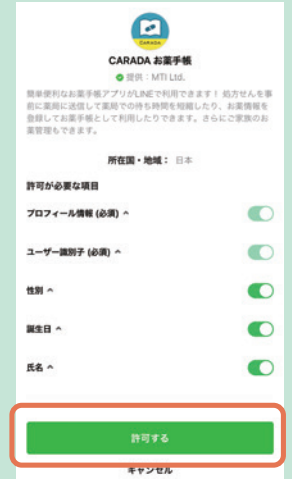 CARADA
CARADA お薬手帳
提供：MTI Ltd.
簡単便利なお薬手帳アプリがLINEで利用できます！ 処方せんを事
前に薬局に送信して薬局での待ち時間を短縮したり、お薬情報を
登録してお薬手帳として利用したりできます。さらにご家族のお
薬管理もできます。
所在国・地域： 日本
許可が必要な項目
プロフィール情報 (必須)
ユーザー識別子 (必須)
性別
誕生日
氏名
許可する
キャンセル